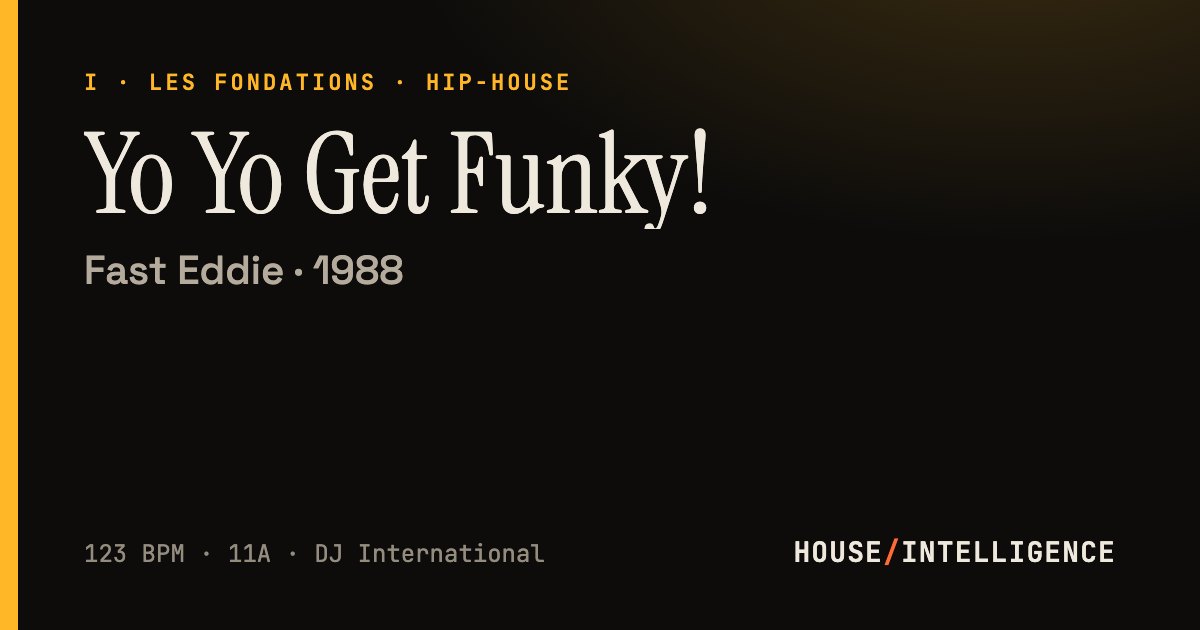 I · LES FONDATIONS · HIP-HOUSE
Yo Yo Get Funky!
Fast Eddie · 1988
123 BPM · 11A · DJ International
HOUSE/INTELLIGENCE